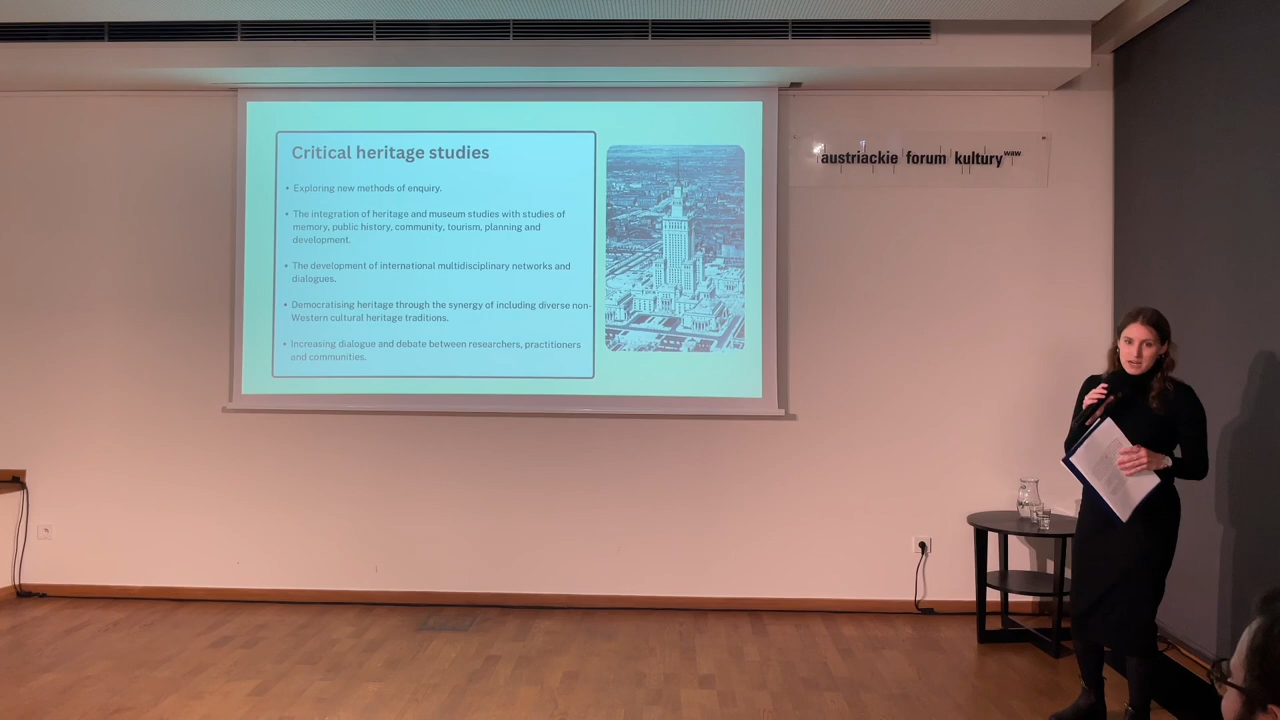 Critical heritage studies
• Exploring new methods of enquiry.
• The integration of heritage and museum studies with studies of
memory, public history, community, tourism, planning and
development.
• The development of international multidisciplinary networks and
dialogues.
• Democratising heritage through the synergy of including diverse non-
Western cultural heritage traditions.
• Increasing dialogue and debate between researchers, practitioners
and communities.
austriackie forum kultury waw